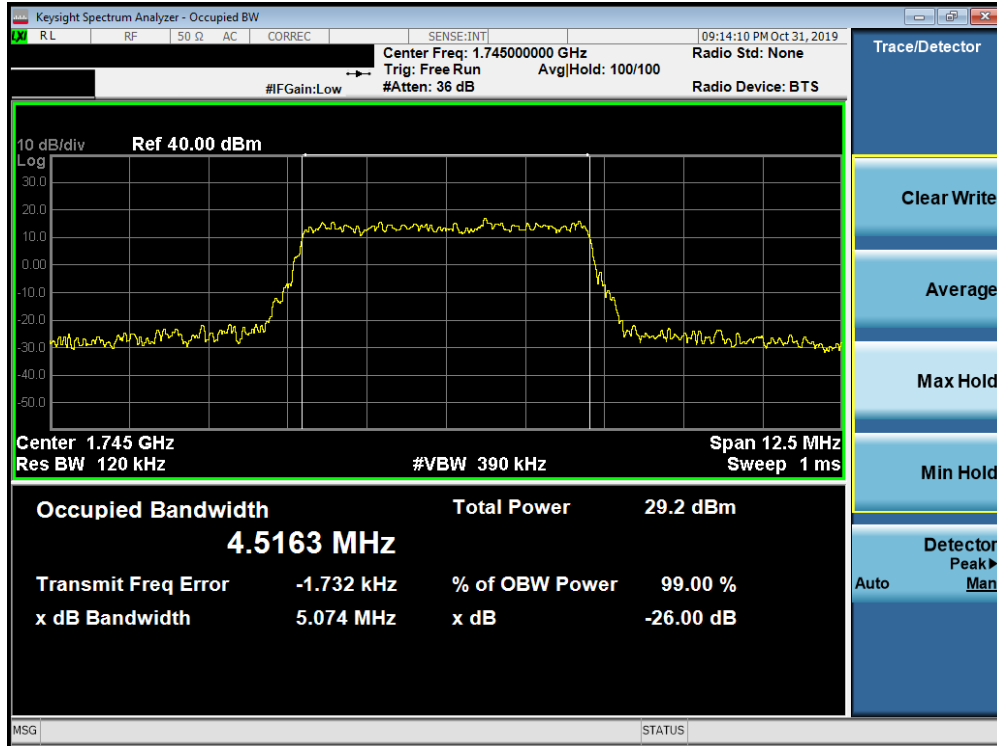 Keysight Spectrum Analyzer - Occupied BW
LXI RL RF 50 Ω AC CORREC SENSE:INT 09:14:10 PM Oct 31, 2019
Center Freq: 1.745000000 GHz Radio Std: None
Trig: Free Run Avg|Hold: 100/100
#IFGain:Low #Atten: 36 dB Radio Device: BTS
Trace/Detector
10 dB/div Ref 40.00 dBm
Log
30.0
20.0
10.0
0.00
-10.0
-20.0
-30.0
-40.0
-50.0
Center 1.745 GHz Span 12.5 MHz
Res BW 120 kHz #VBW 390 kHz Sweep 1 ms
Occupied Bandwidth Total Power 29.2 dBm
4.5163 MHz
Transmit Freq Error -1.732 kHz % of OBW Power 99.00 %
x dB Bandwidth 5.074 MHz x dB -26.00 dB
Clear Write
Average
Max Hold
Min Hold
Detector
Peak▶
Auto Man
MSG STATUS